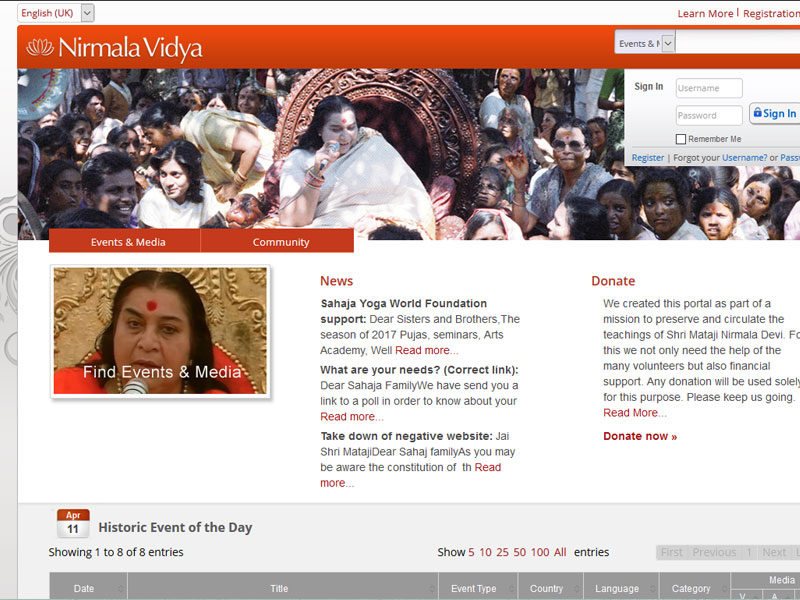 English (UK)
Learn More | Registration
Nirmala Vidya
Events & M
Sign In
Username
Password
Sign In
Remember Me
Register | Forgot your Username? or Passw
Events & Media
Community
Find Events & Media
News
Sahaja Yoga World Foundation
support: Dear Sisters and Brothers,The
season of 2017 Pujas, seminars, Arts
Academy, Well Read more...
What are your needs? (Correct link):
Dear Sahaja FamilyWe have send you a
link to a poll in order to know about your
Read more...
Take down of negative website: Jai
Shri MatajiDear Sahaj familyAs you may
be aware the constitution of th Read
more...
Donate
We created this portal as part of a
mission to preserve and circulate the
teachings of Shri Mataji Nirmala Devi. Fo
this we not only need the help of the
many volunteers but also financial
support. Any donation will be used solely
for this purpose. Please keep us going.
Read More...
Donate now »
Apr
11
Historic Event of the Day
Showing 1 to 8 of 8 entries
Show 5 10 25 50 100 All entries
First Previous 1 Next L
Date
Title
Event Type
Country
Language
Category
Media
V
A